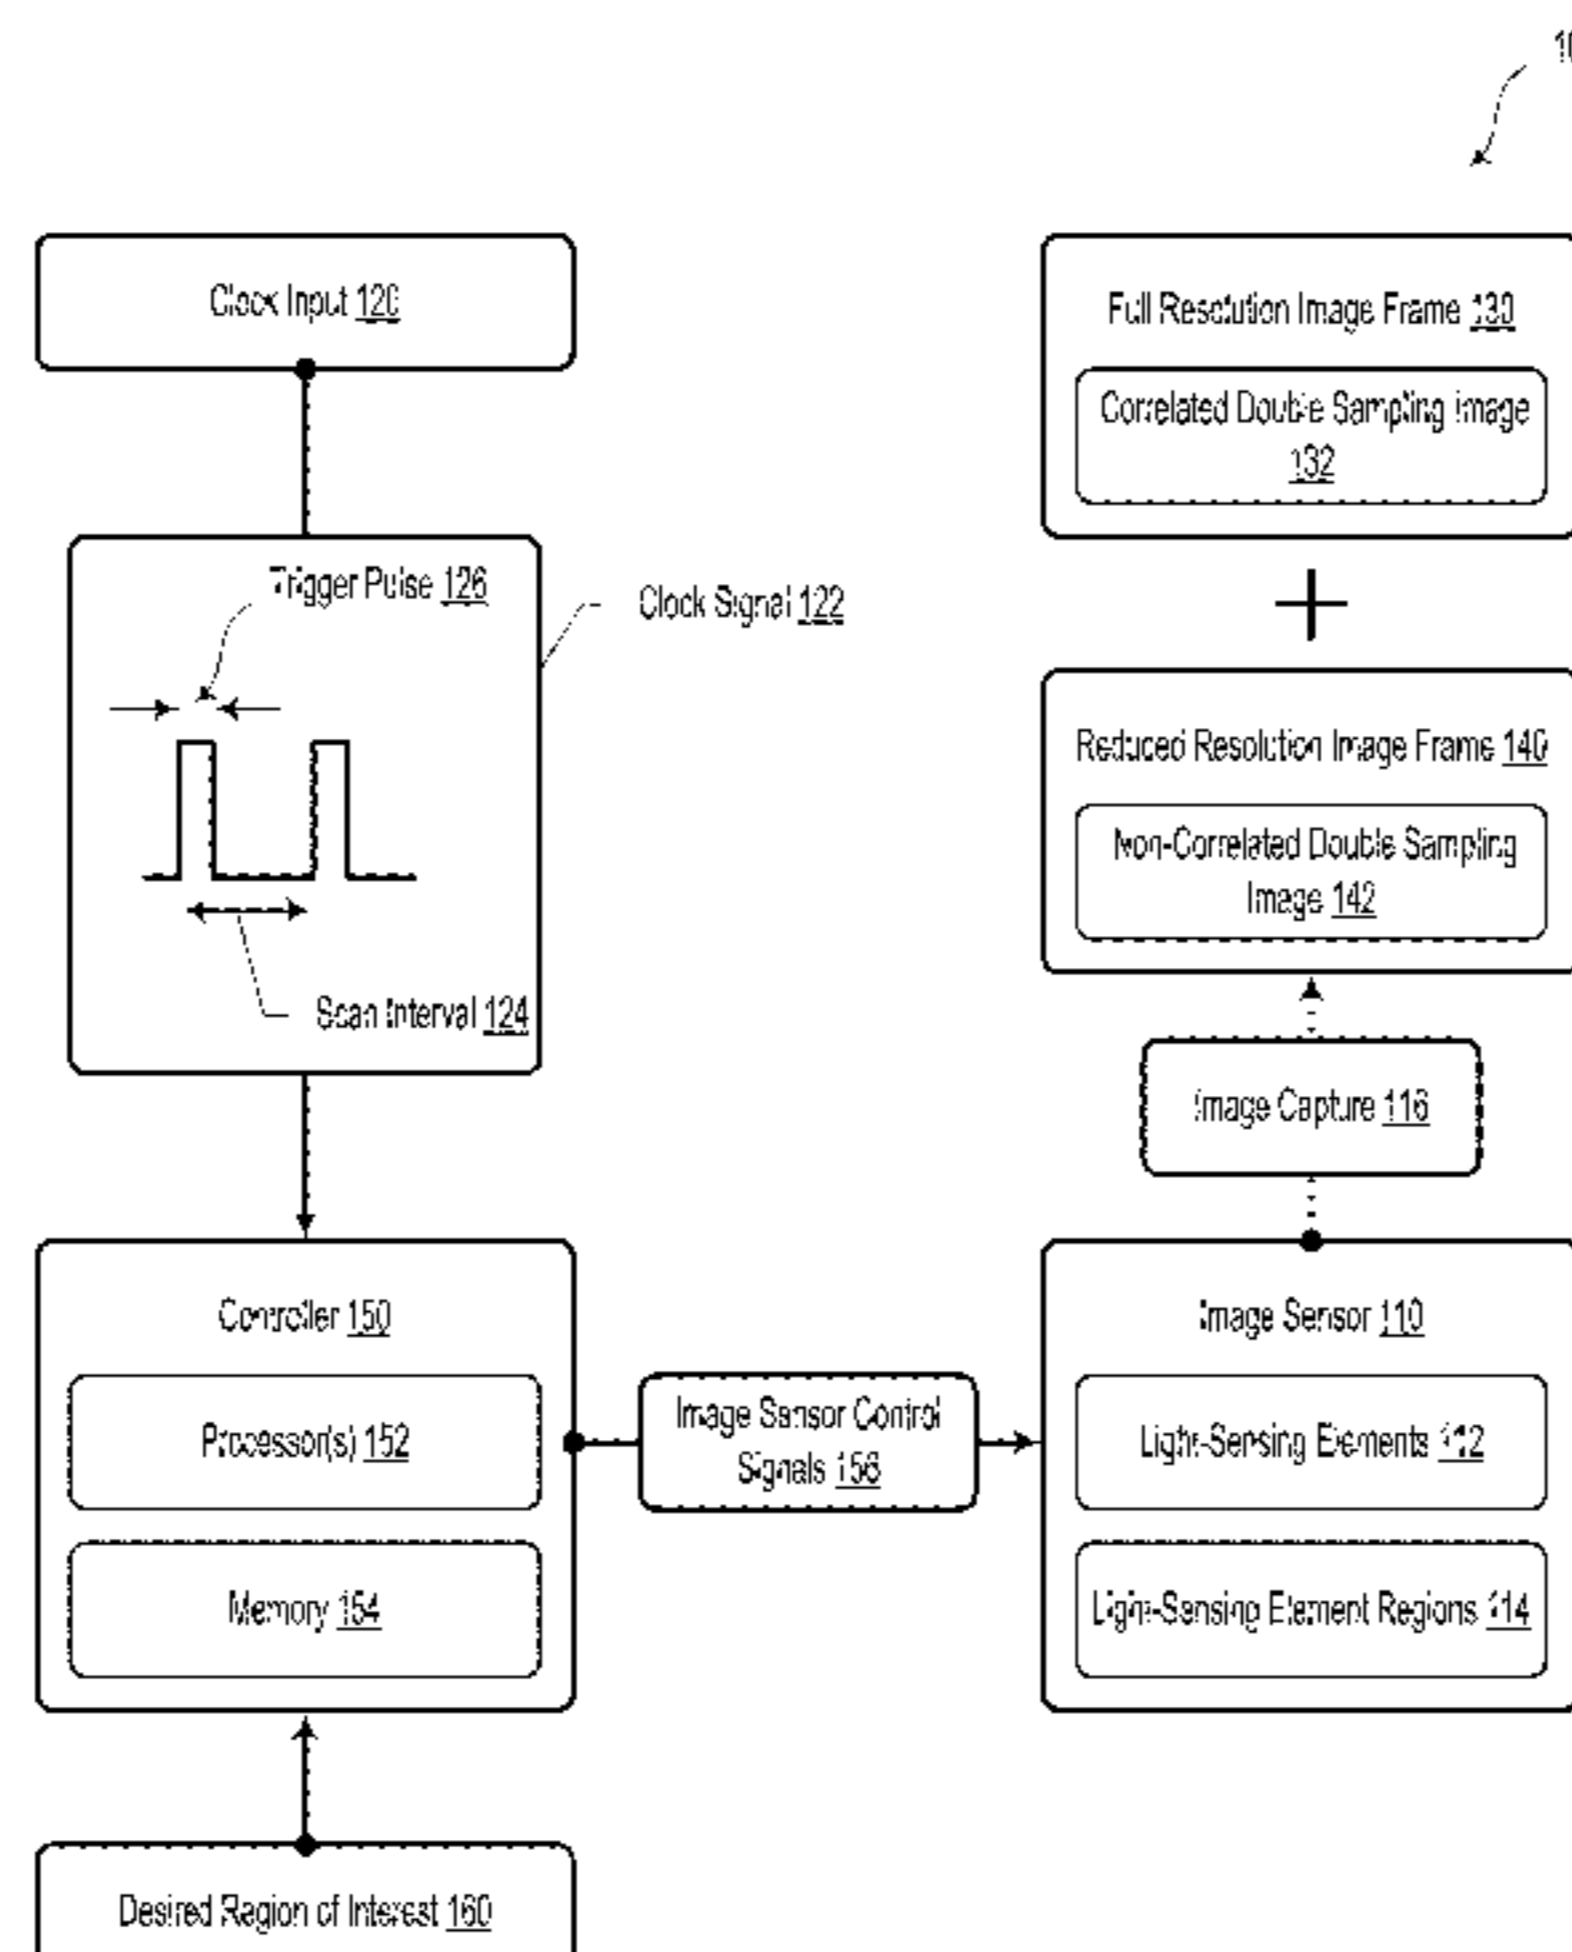 10
Clock Input 120
Trigger Pulse 126
Clock Signal 122
Scan Interval 124
Controller 150
Processor(s) 152
Memory 154
Desired Region of Interest 160
Image Sensor Control
Signals 156
Full Resolution Image Frame 130
Correlated Double Sampling Image
132
+
Reduced Resolution Image Frame 140
Non-Correlated Double Sampling
Image 142
Image Capture 116
Image Sensor 110
Light-Sensing Elements 112
Light-Sensing Element Regions 114